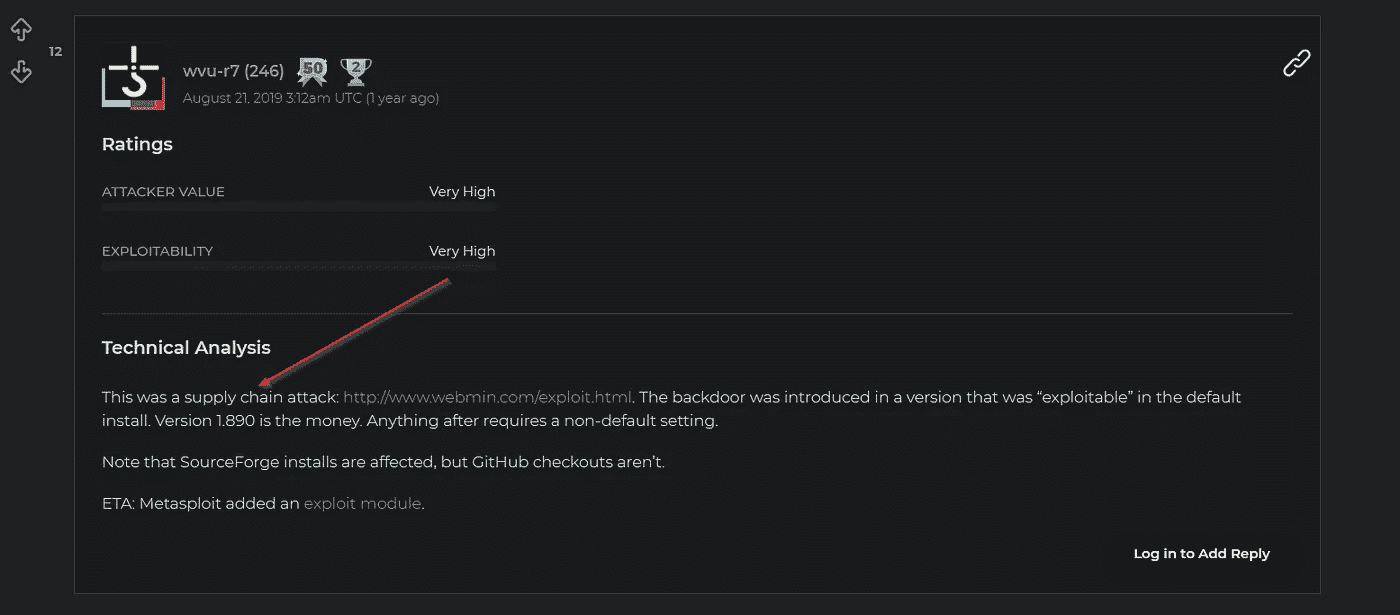 12
wvu-r7 (246) 50 2
August 21, 2019 3:12am UTC (1 year ago)
Ratings
ATTACKER VALUE Very High
EXPLOITABILITY Very High
Technical Analysis
This was a supply chain attack: http://www.webmin.com/exploit.html. The backdoor was introduced in a version that was “exploitable” in the default
install. Version 1.890 is the money. Anything after requires a non-default setting.
Note that SourceForge installs are affected, but GitHub checkouts aren’t.
ETA: Metasploit added an exploit module.
Log in to Add Reply